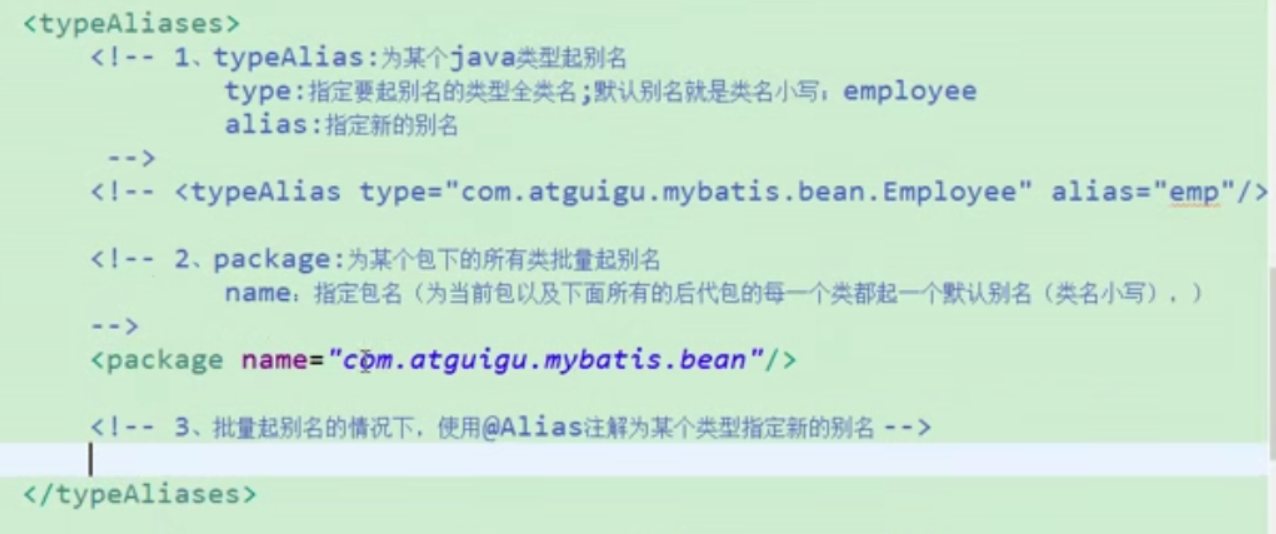 <typeAliases>
<!-- 1、typeAlias:为某个java类型起别名
type:指定要起别名的类型全类名;默认别名就是类名小写；employee
alias:指定新的别名
-->
<!-- <typeAlias type="com.atguigu.mybatis.bean.Employee" alias="emp"/>
<!-- 2、package:为某个包下的所有类批量起别名
name：指定包名（为当前包以及下面所有的后代包的每一个类都起一个默认别名（类名小写），）
-->
<package name="com.atguigu.mybatis.bean"/>
<!-- 3、批量起别名的情况下，使用@Alias注解为某个类型指定新的别名 -->
</typeAliases>